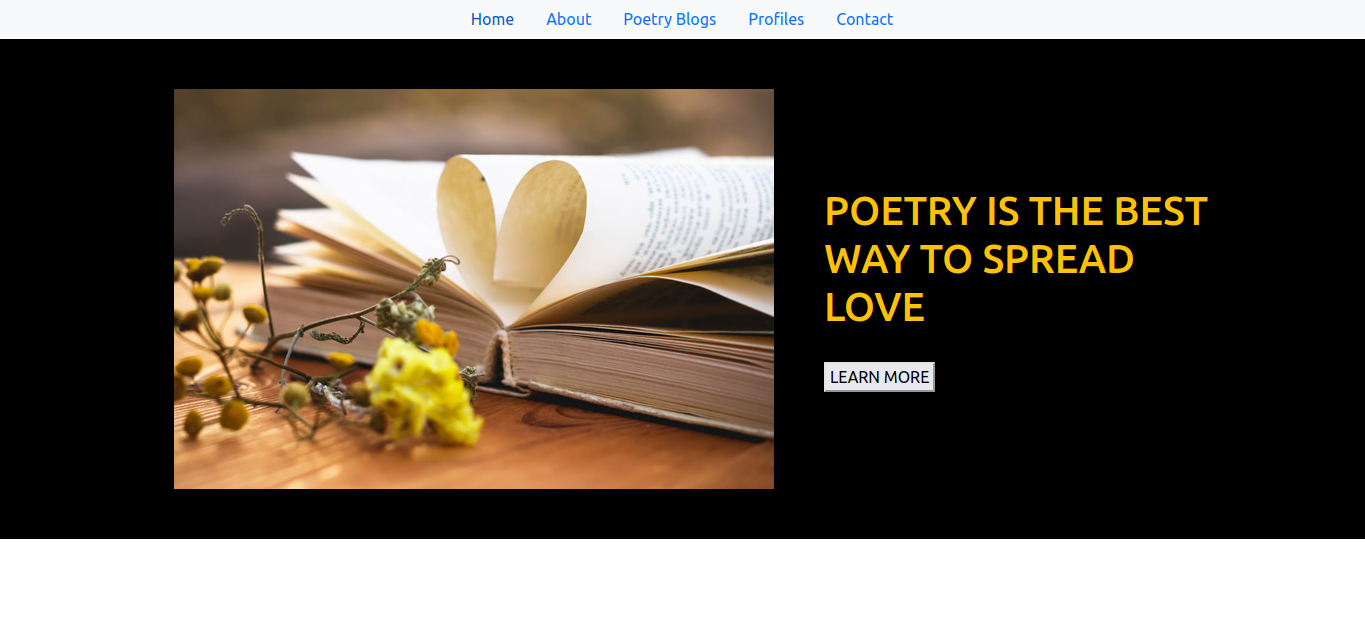 Home About Poetry Blogs Profiles Contact
POETRY IS THE BEST
WAY TO SPREAD
LOVE
LEARN MORE